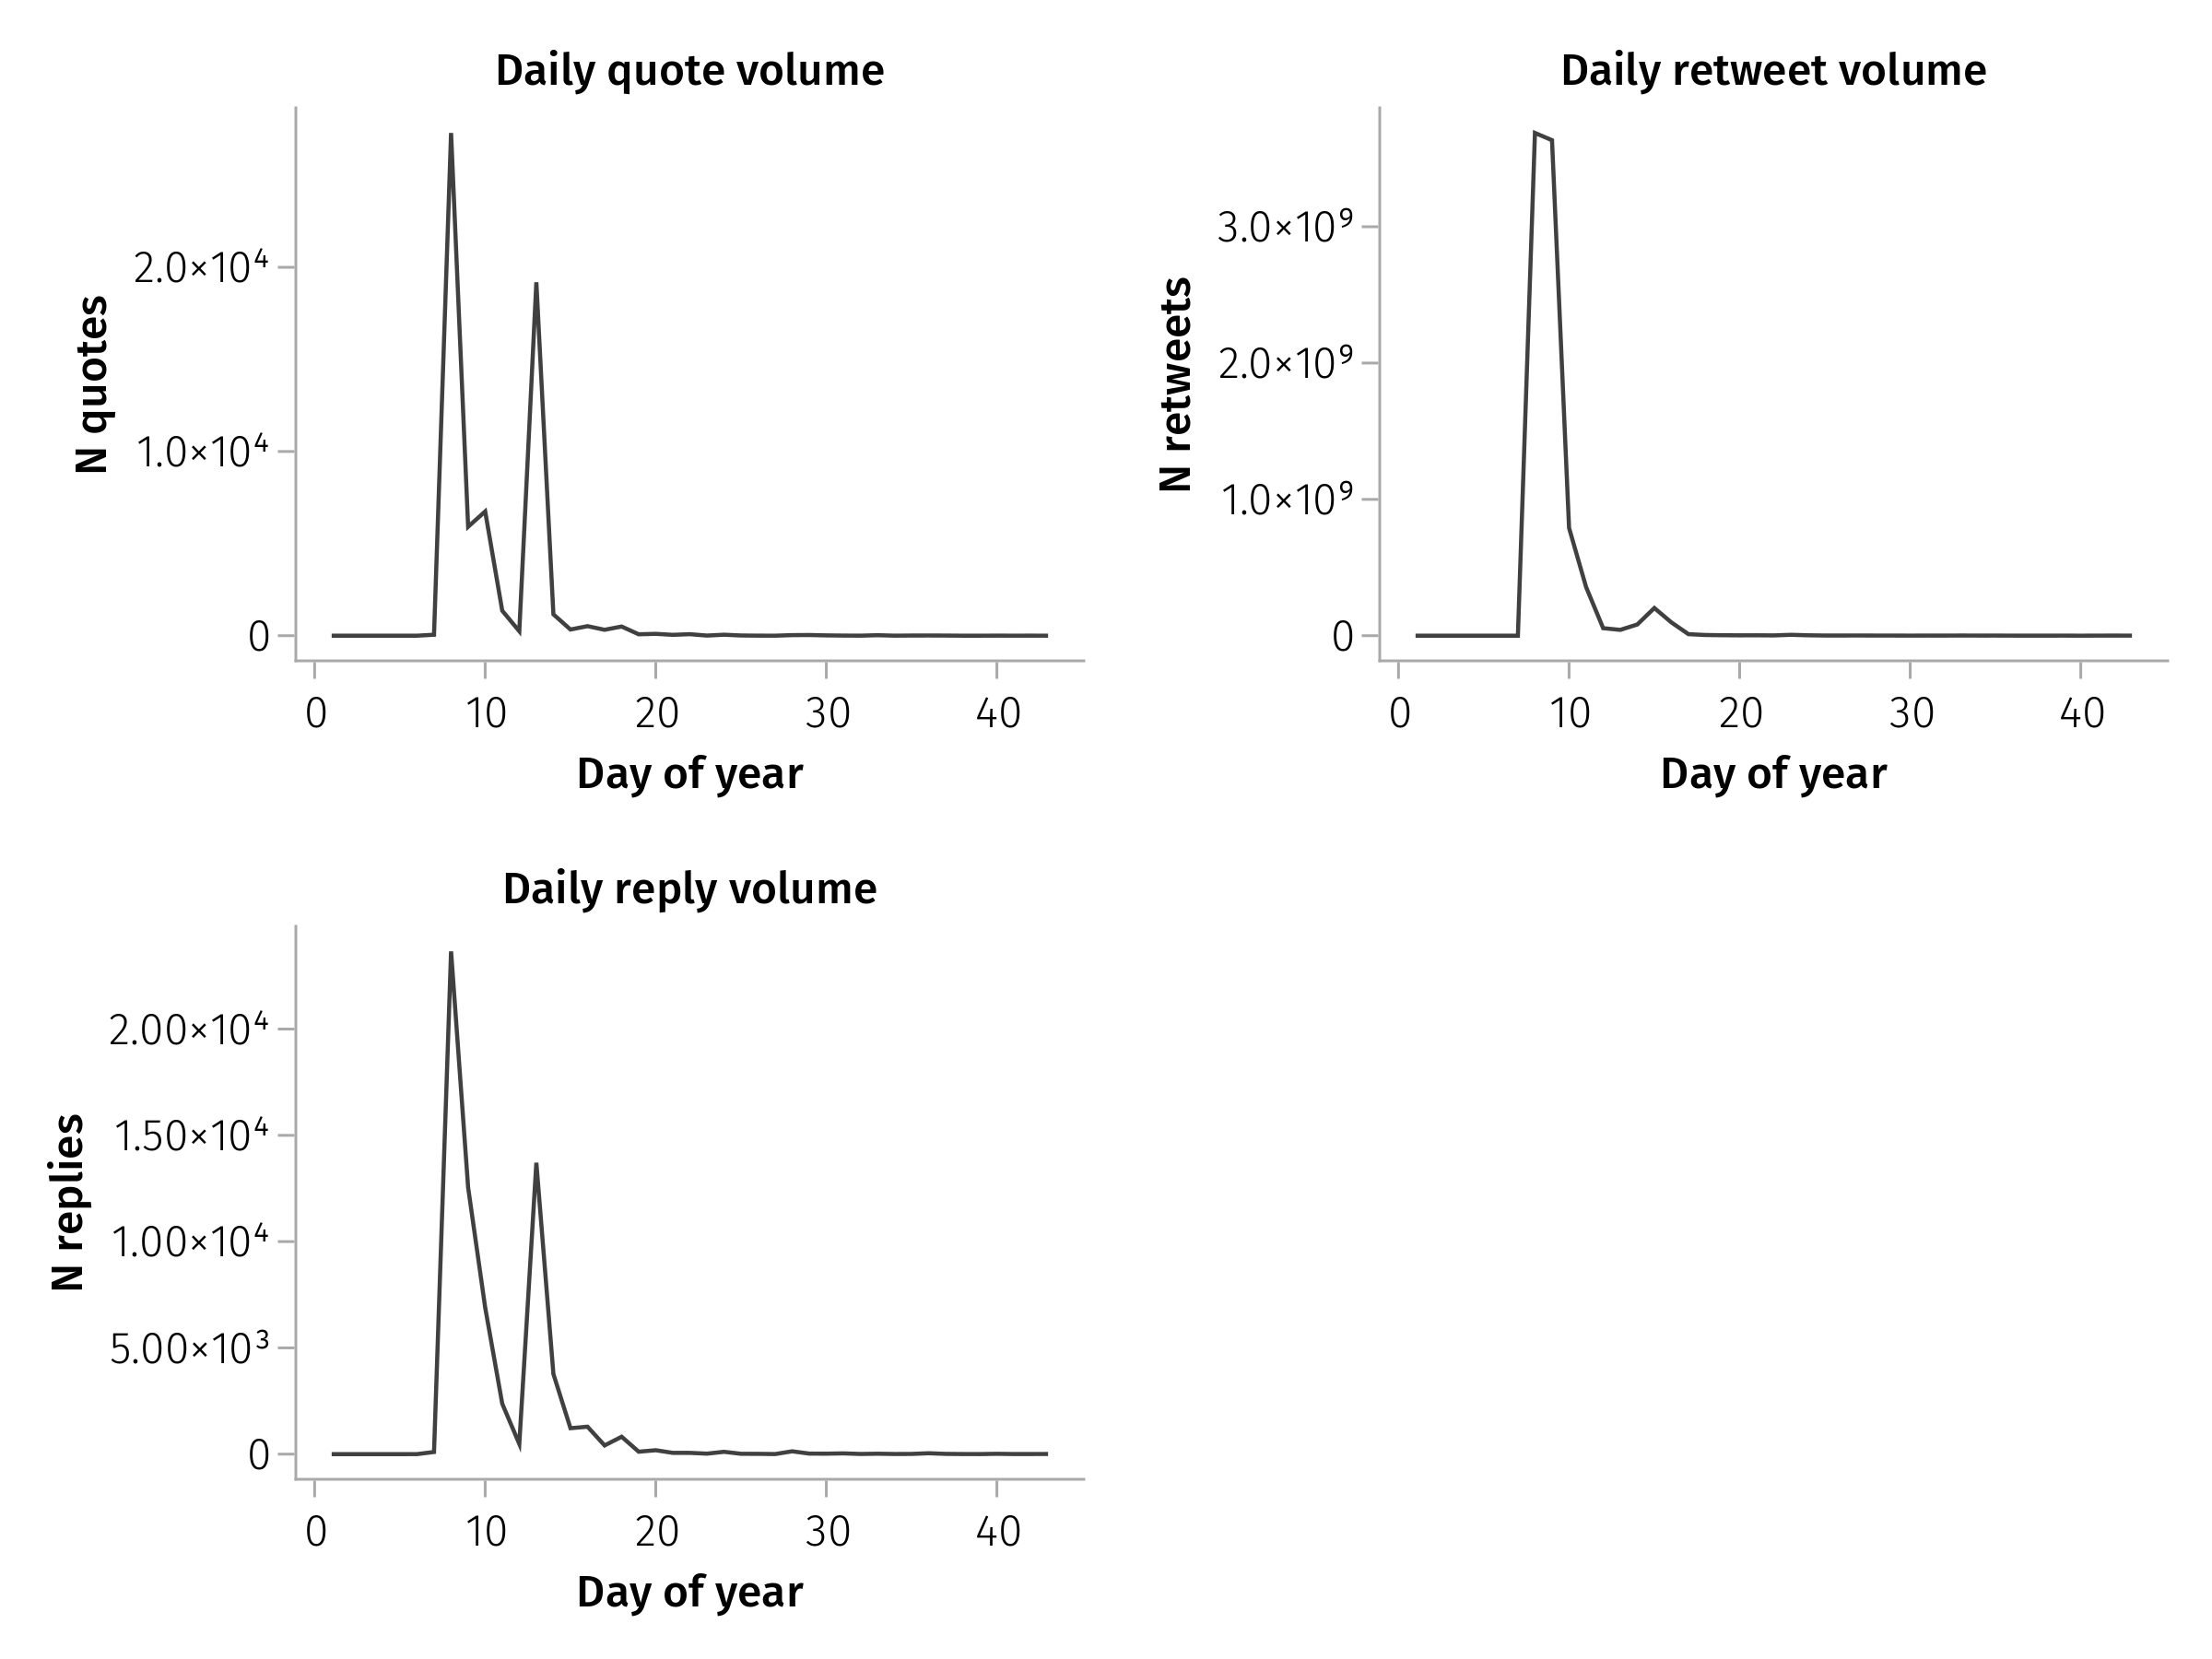 Daily quote volume
N quotes
2.0×10⁴
1.0×10⁴
0
0 10 20 30 40
Day of year
Daily retweet volume
N retweets
3.0×10⁹
2.0×10⁹
1.0×10⁹
0
0 10 20 30 40
Day of year
Daily reply volume
N replies
2.00×10⁴
1.50×10⁴
1.00×10⁴
5.00×10³
0
0 10 20 30 40
Day of year